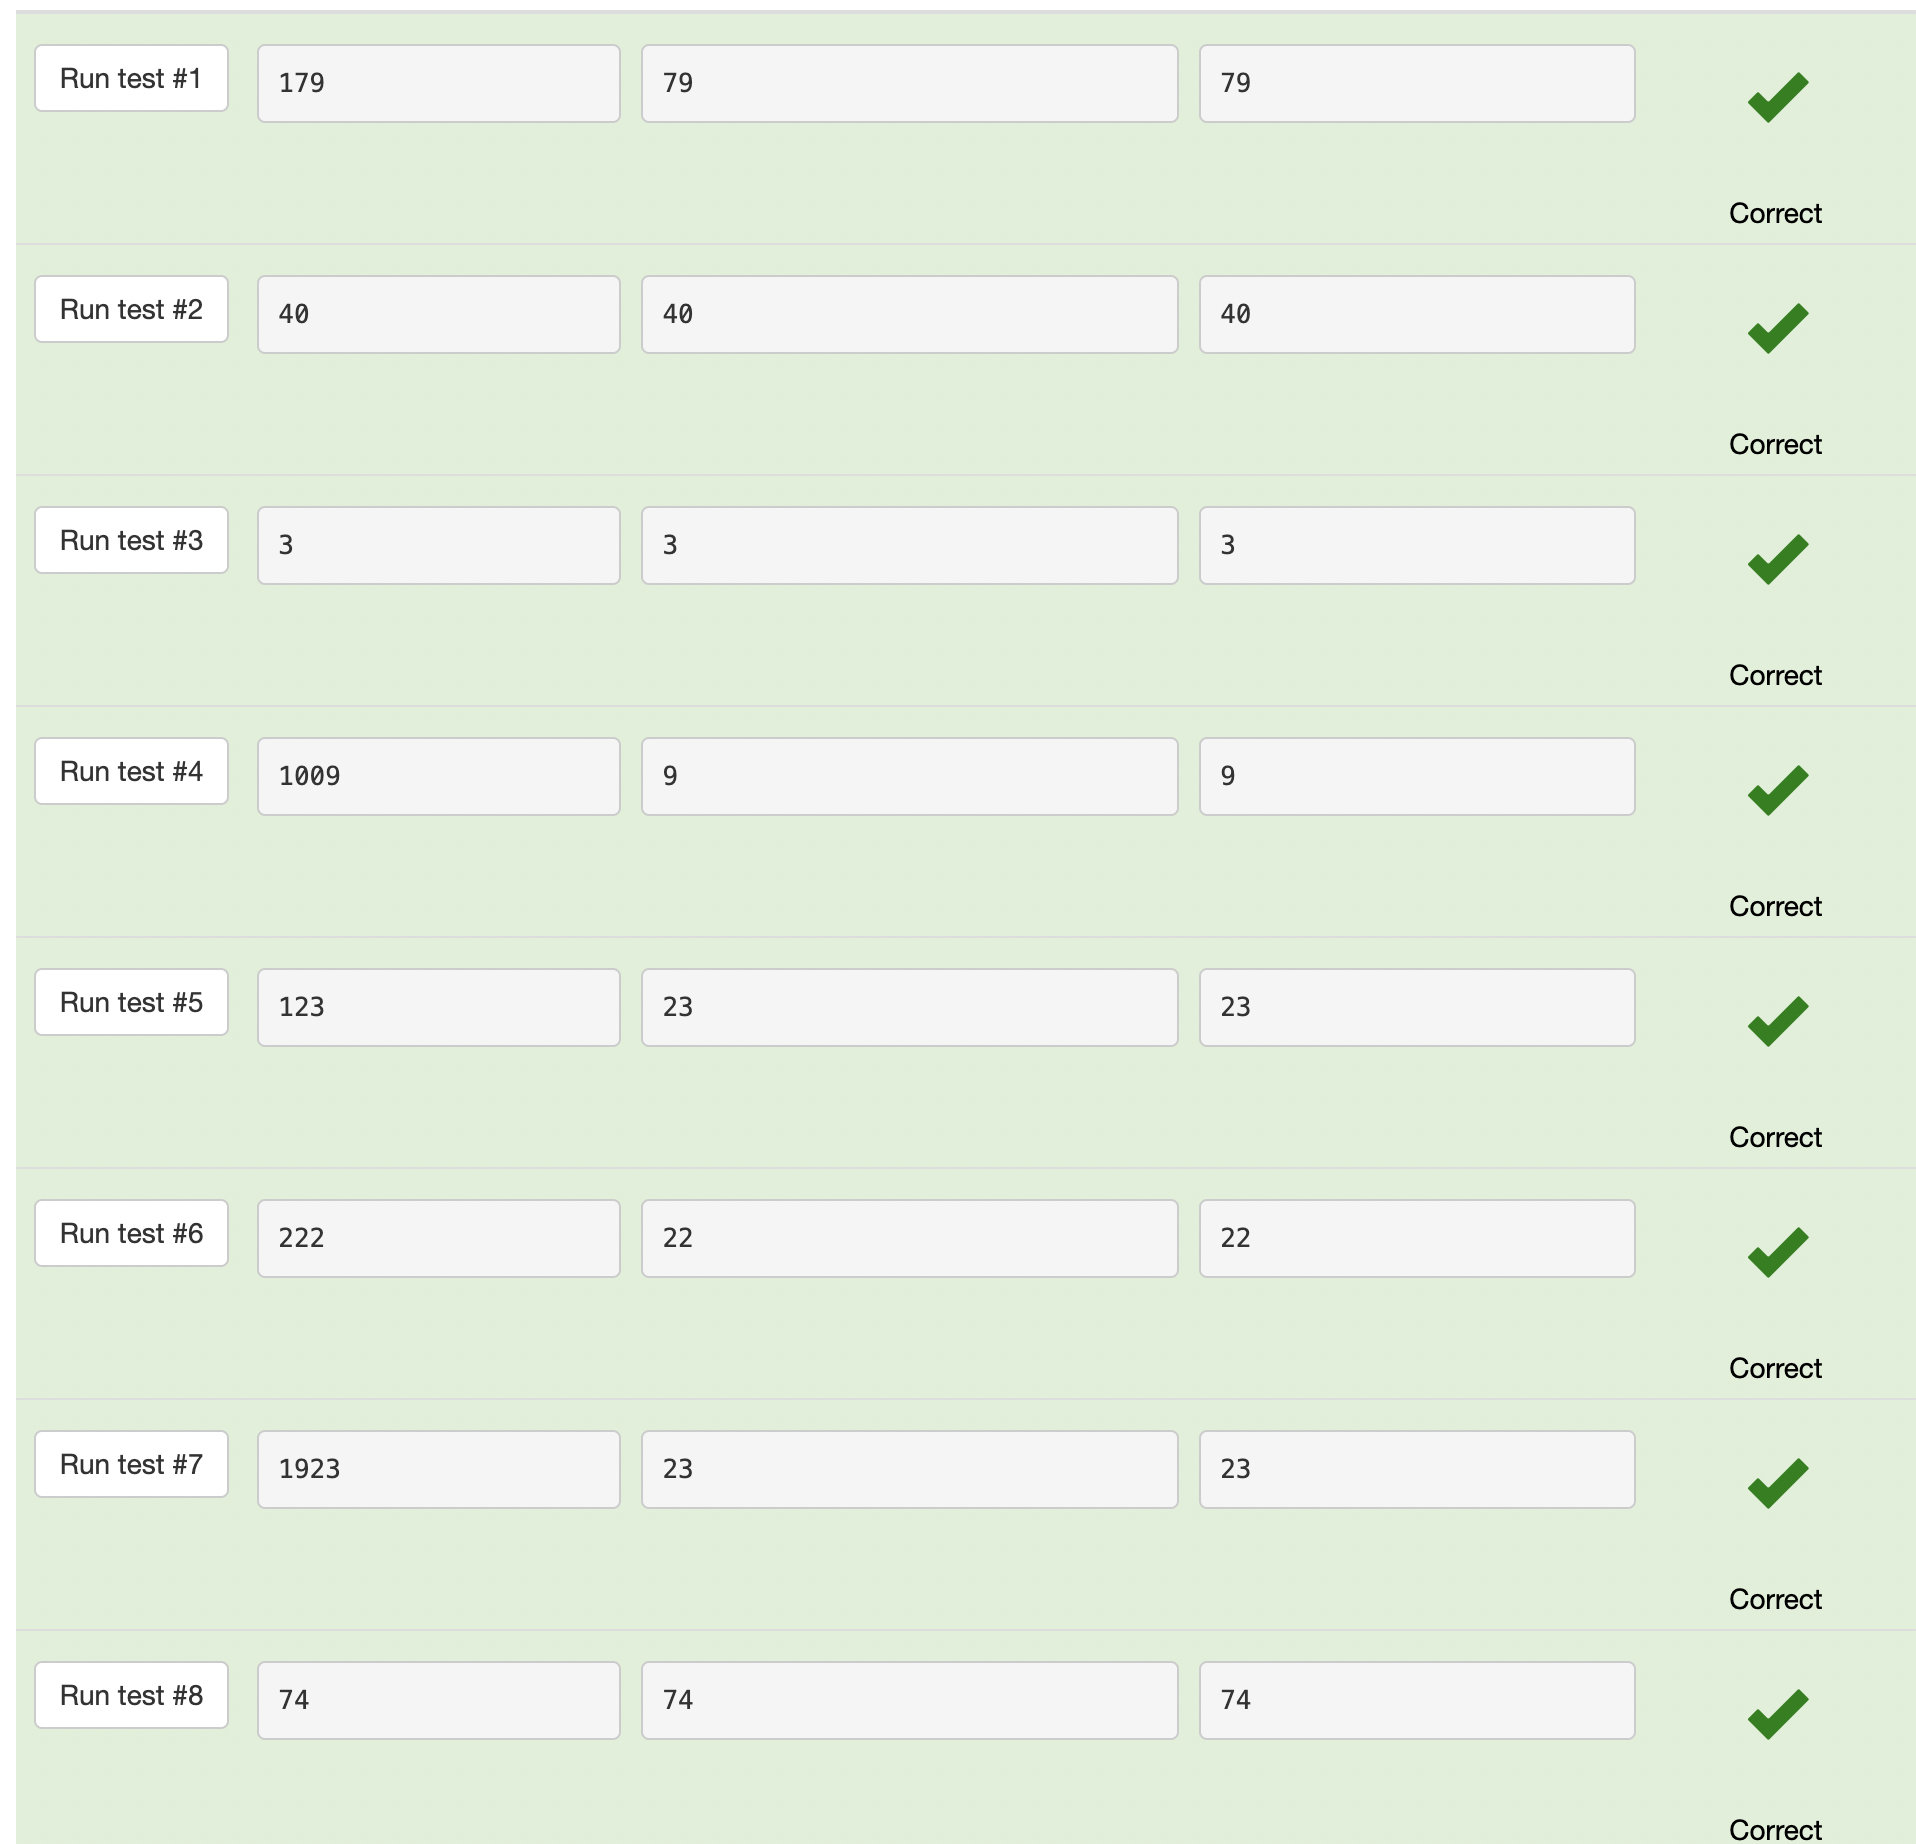 Run test #1 179 79 79
Correct
Run test #2 40 40 40
Correct
Run test #3 3 3 3
Correct
Run test #4 1009 9 9
Correct
Run test #5 123 23 23
Correct
Run test #6 222 22 22
Correct
Run test #7 1923 23 23
Correct
Run test #8 74 74 74
Correct